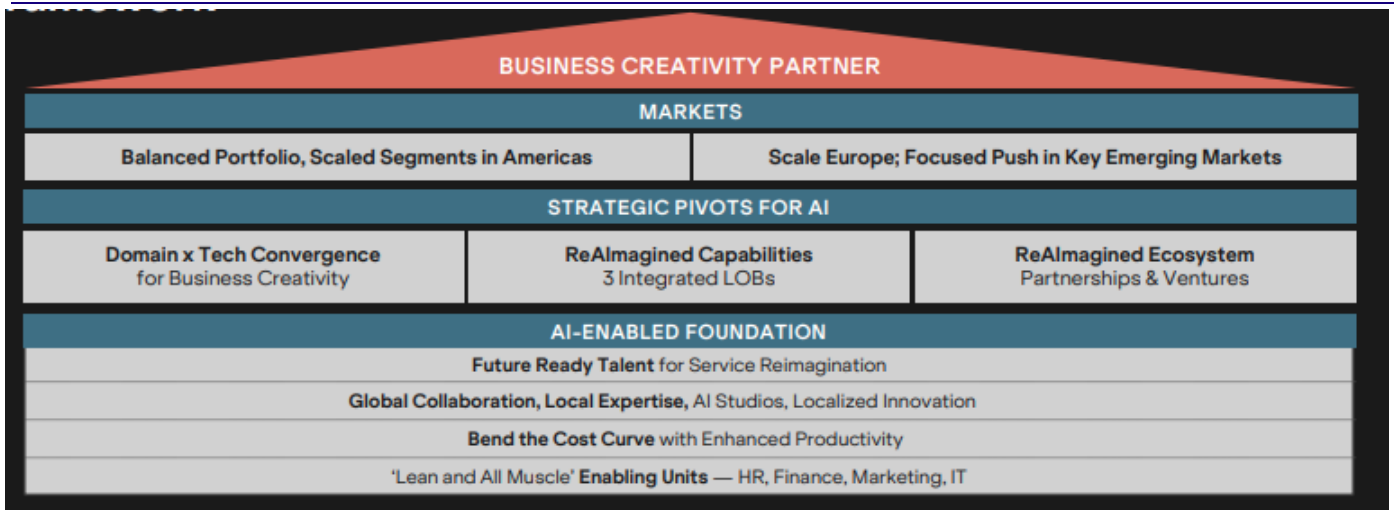 BUSINESS CREATIVITY PARTNER
MARKETS
Balanced Portfolio, Scaled Segments in Americas
Scale Europe; Focused Push in Key Emerging Markets
STRATEGIC PIVOTS FOR AI
Domain x Tech Convergence
for Business Creativity
ReAImagined Capabilities
3 Integrated LOBs
ReAImagined Ecosystem
Partnerships & Ventures
AI-ENABLED FOUNDATION
Future Ready Talent for Service Reimagination
Global Collaboration, Local Expertise, AI Studios, Localized Innovation
Bend the Cost Curve with Enhanced Productivity
‘Lean and All Muscle’ Enabling Units — HR, Finance, Marketing, IT